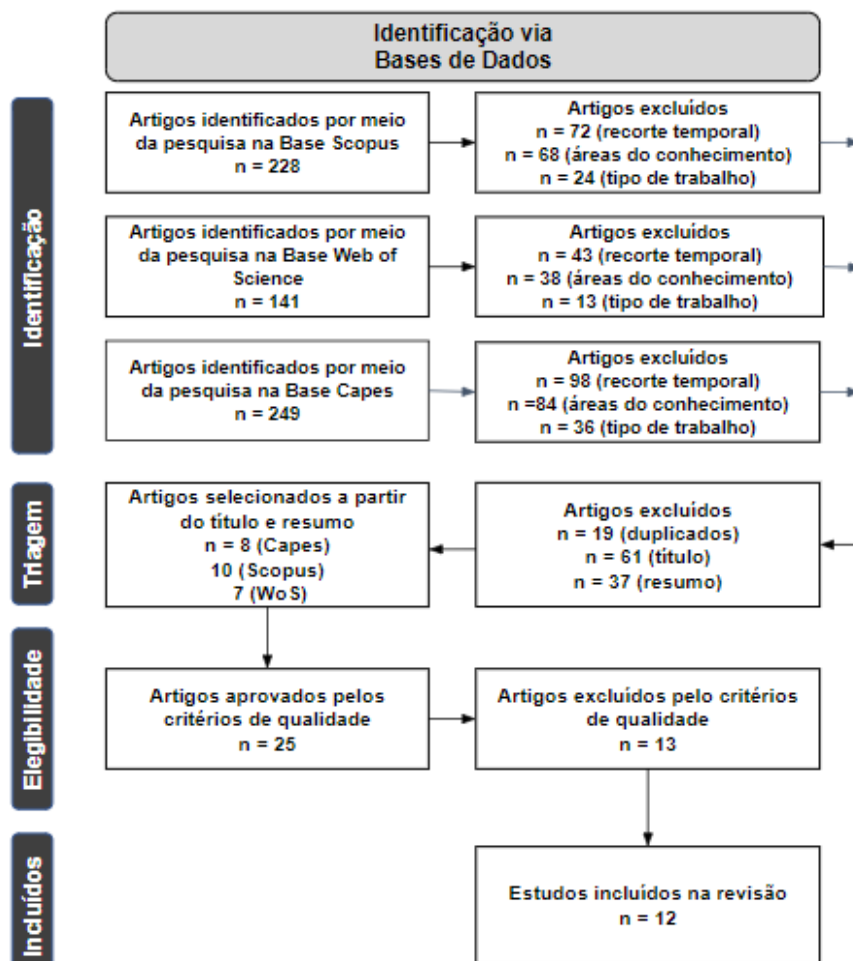 Identificação via
Bases de Dados
Identificação
Artigos identificados por meio
da pesquisa na Base Scopus
n = 228
Artigos excluídos
n = 72 (recorte temporal)
n = 68 (áreas do conhecimento)
n = 24 (tipo de trabalho)
Artigos identificados por meio
da pesquisa na Base Web of
Science
n = 141
Artigos excluídos
n = 43 (recorte temporal)
n = 38 (áreas do conhecimento)
n = 13 (tipo de trabalho)
Artigos identificados por meio
da pesquisa na Base Capes
n = 249
Artigos excluídos
n = 98 (recorte temporal)
n =84 (áreas do conhecimento)
n = 36 (tipo de trabalho)
Triagem
Artigos selecionados a partir
do título e resumo
n = 8 (Capes)
10 (Scopus)
7 (WoS)
Artigos excluídos
n = 19 (duplicados)
n = 61 (título)
n = 37 (resumo)
Elegibilidade
Artigos aprovados pelos
critérios de qualidade
n = 25
Artigos excluídos pelo critérios
de qualidade
n = 13
Incluídos
Estudos incluídos na revisão
n = 12